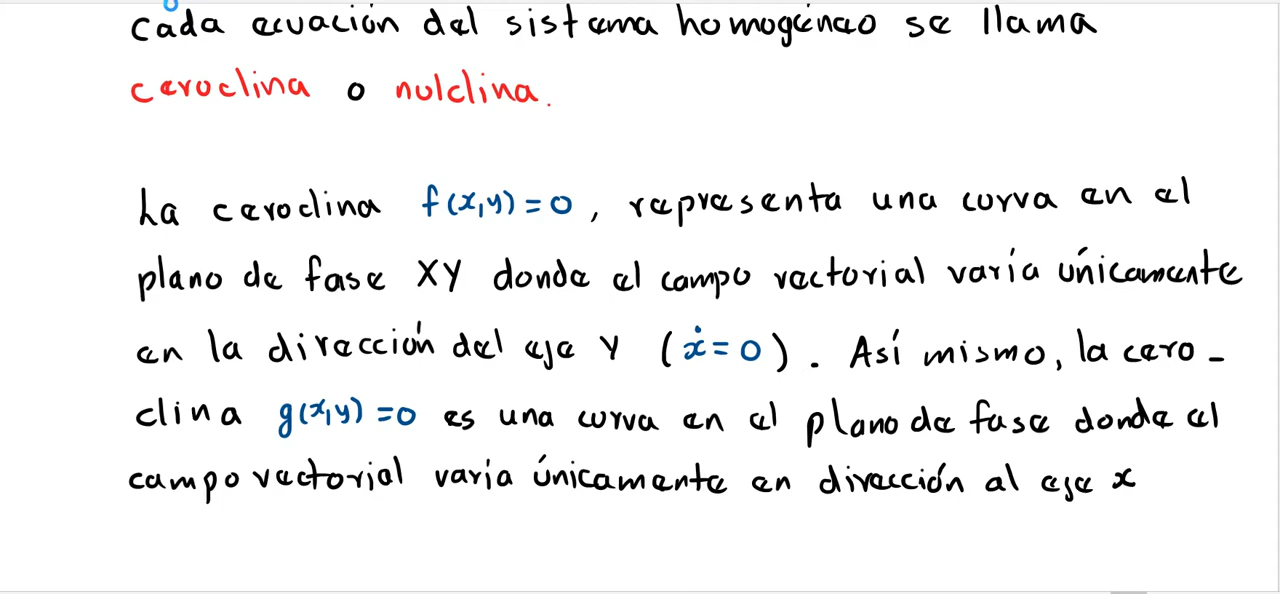 cada ecuación del sistema homogéneo se llama
ceroclina o nulclina.
La ceroclina f(x,y)=0, representa una curva en el
plano de fase XY donde el campo vectorial varía únicamente
en la dirección del eje Y (ẋ=0). Así mismo, la cero-
clina g(x,y)=0 es una curva en el plano de fase donde el
campo vectorial varía únicamente en dirección al eje x